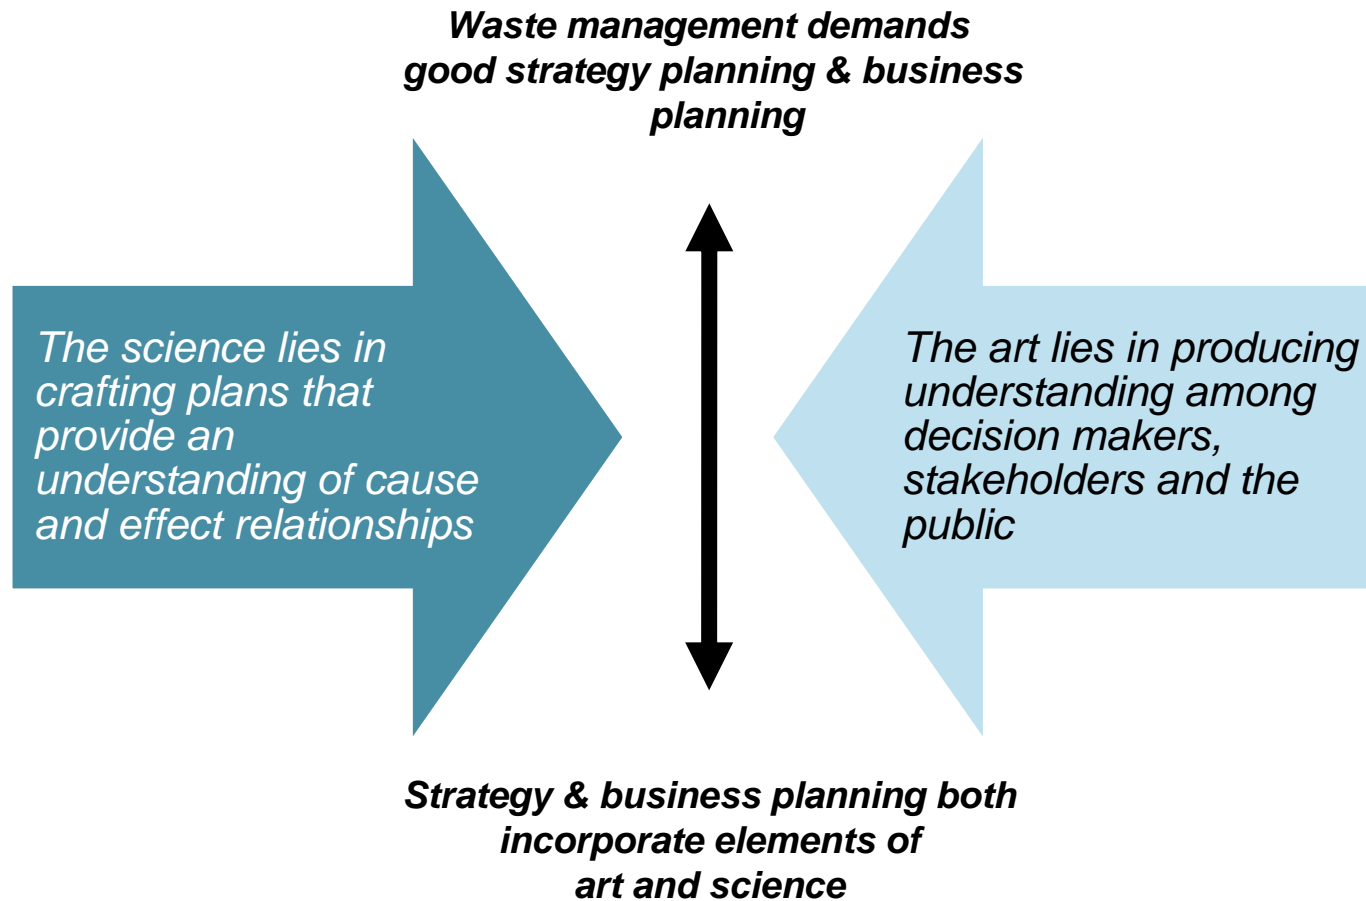 Waste management demands
good strategy planning & business
planning
The science lies in
crafting plans that
provide an
understanding of cause
and effect relationships
The art lies in producing
understanding among
decision makers,
stakeholders and the
public
Strategy & business planning both
incorporate elements of
art and science